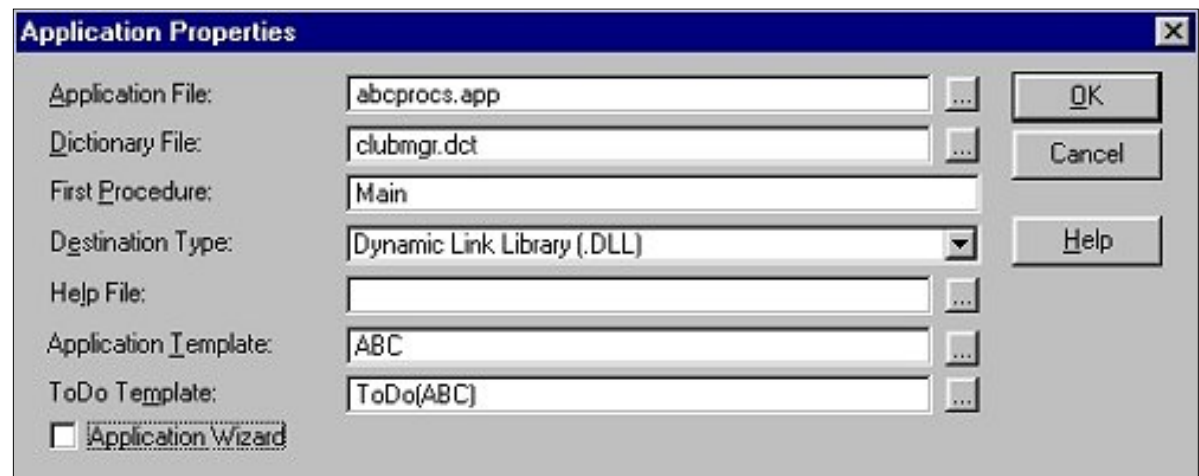 Application Properties
Application File: abcprocs.app ... OK
Dictionary File: clubmgr.dct ... Cancel
First Procedure: Main
Destination Type: Dynamic Link Library (.DLL) Help
Help File: ...
Application Template: ABC ...
ToDo Template: ToDo(ABC) ...
Application Wizard